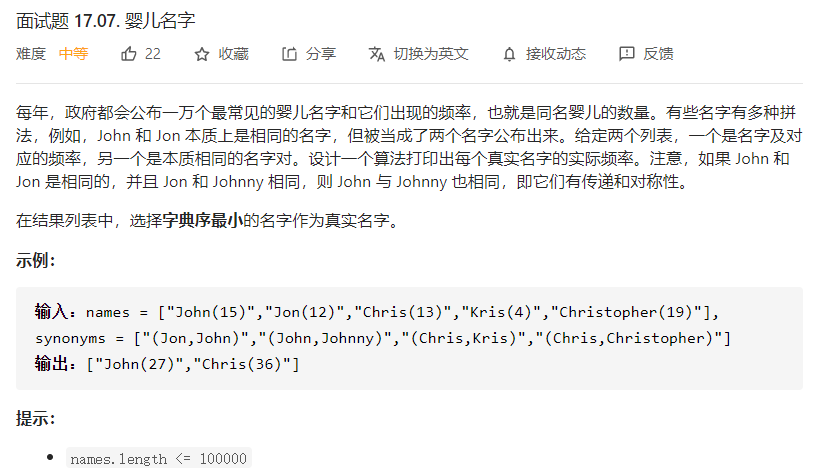 面试题 17.07. 婴儿名字
难度 中等 22 收藏 分享 切换为英文 接收动态 反馈
每年，政府都会公布一万个最常见的婴儿名字和它们出现的频率，也就是同名婴儿的数量。有些名字有多种拼
法，例如，John 和 Jon 本质上是相同的名字，但被当成了两个名字公布出来。给定两个列表，一个是名字及对
应的频率，另一个是本质相同的名字对。设计一个算法打印出每个真实名字的实际频率。注意，如果 John 和
Jon 是相同的，并且 Jon 和 Johnny 相同，则 John 与 Johnny 也相同，即它们有传递和对称性。
在结果列表中，选择字典序最小的名字作为真实名字。
示例：
输入：names = ["John(15)","Jon(12)","Chris(13)","Kris(4)","Christopher(19)"],
synonyms = ["(Jon,John)","(John,Johnny)","(Chris,Kris)","(Chris,Christopher)"]
输出：["John(27)","Chris(36)"]
提示：
names.length <= 100000